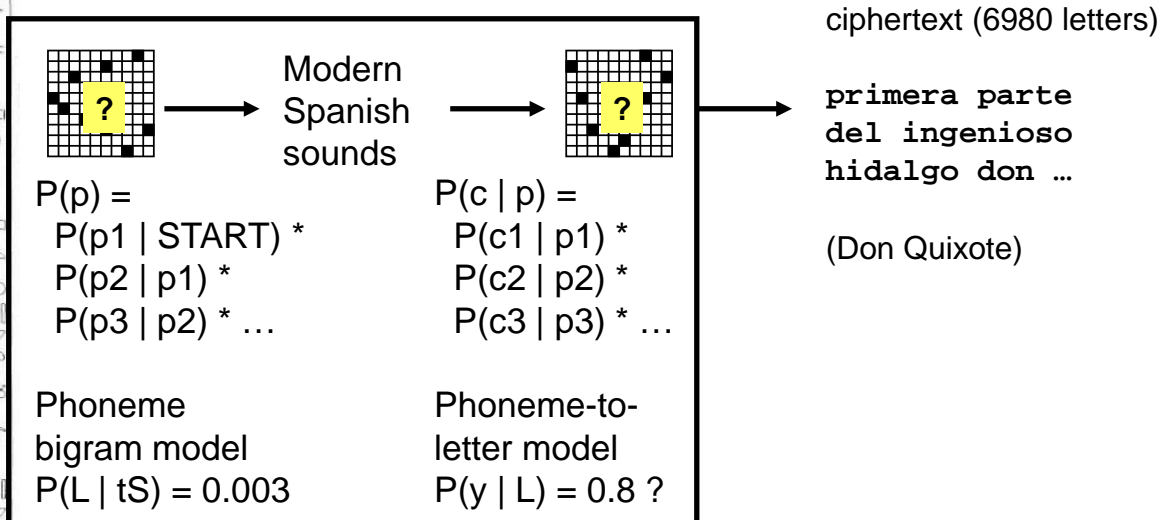 ?
Modern
Spanish
sounds
?
P(p) =
P(p1 | START) *
P(p2 | p1) *
P(p3 | p2) * …
Phoneme
bigram model
P(L | tS) = 0.003
P(c | p) =
P(c1 | p1) *
P(c2 | p2) *
P(c3 | p3) * …
Phoneme-to-
letter model
P(y | L) = 0.8 ?
ciphertext (6980 letters)
primera parte
del ingenioso
hidalgo don …
(Don Quixote)